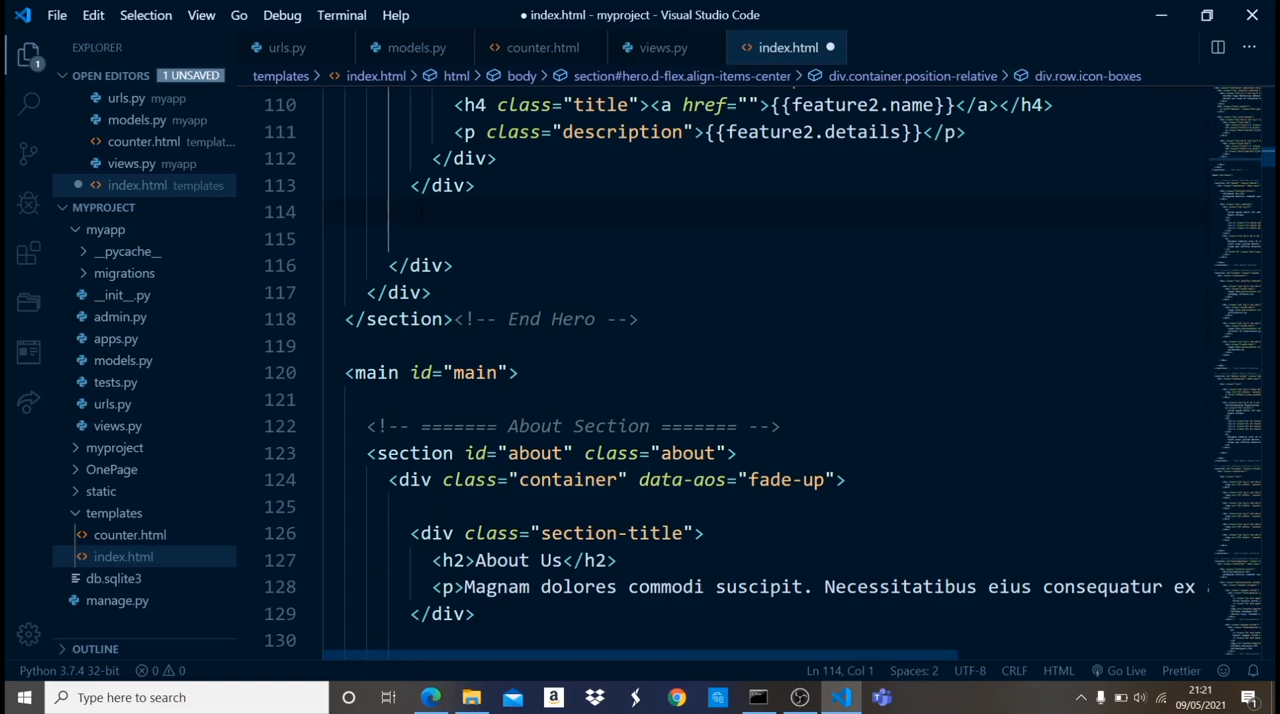 File Edit Selection View Go Debug Terminal Help ● index.html - myproject - Visual Studio Code
EXPLORER
OPEN EDITORS 1 UNSAVED
urls.py myapp
models.py myapp
counter.html templat...
views.py myapp
index.html templates
MYPROJECT
myapp
__pycache__
migrations
__init__.py
admin.py
apps.py
models.py
tests.py
urls.py
views.py
myproject
OnePage
static
templates
counter.html
index.html
db.sqlite3
manage.py
OUTLINE
1
urls.py models.py counter.html views.py index.html
templates > index.html > html > body > section#hero.d-flex.align-items-center > div.container.position-relative > div.row.icon-boxes
110 <h4 class="title"><a href="">{{feature2.name}}</a></h4>
111 <p class="description">{{feature2.details}}</p>
112 </div>
113 </div>
114
115
116 </div>
117 </div>
118 </section><!-- End Hero -->
119
120 <main id="main">
121
122 <!-- ======= About Section ======= -->
123 <section id="about" class="about">
124 <div class="container" data-aos="fade-up">
125
126 <div class="section-title">
127 <h2>About Us</h2>
128 <p>Magnam dolores commodi suscipit. Necessitatibus eius consequatur ex
129 </div>
130
Python 3.7.4 32-bit 0 0 Ln 114, Col 1 Spaces: 2 UTF-8 CRLF HTML Go Live Prettier
Type here to search
21:21
09/05/2021
1